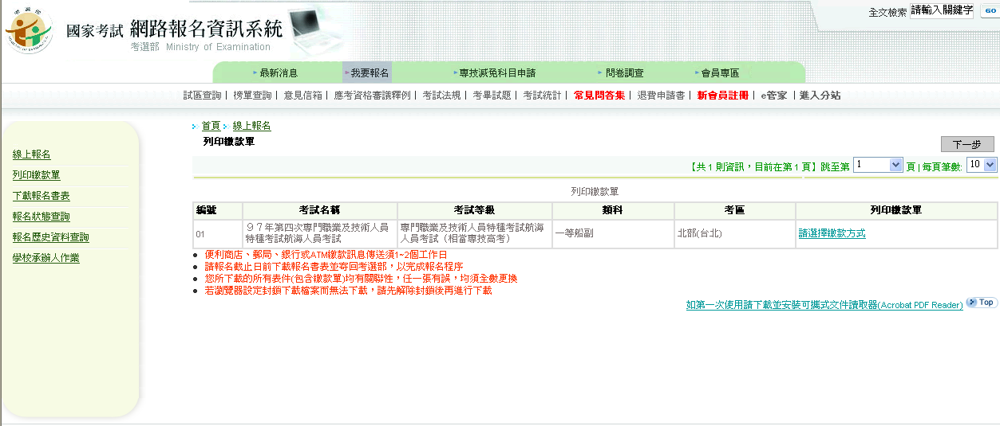 全文檢索 請輸入關鍵字 GO
國家考試 網路報名資訊系統
考選部 Ministry of Examination
最新消息 我要報名 專技減免科目申請 問卷調查 會員專區
試區查詢 | 榜單查詢 | 意見信箱 | 應考資格審議釋例 | 考試法規 | 考畢試題 | 考試統計 | 常見問答集 | 退費申請書 | 新會員註冊 | e管家 | 進入分站
首頁 線上報名
列印繳款單
下一步
【共 1 則資訊，目前在第 1 頁】跳至第 1 頁 | 每頁筆數: 10
線上報名
列印繳款單
下載報名書表
報名狀態查詢
報名歷史資料查詢
學校承辦人作業
列印繳款單
編號 考試名稱 考試等級 類科 考區 列印繳款單
01 ９７年第四次專門職業及技術人員特種考試航海人員考試 專門職業及技術人員特種考試航海人員考試（相當專技高考） 一等船副 北部(台北) 請選擇繳款方式
便利商店、郵局、銀行或ATM繳款訊息傳送須1~2個工作日
請報名截止日前下載報名書表並寄回考選部，以完成報名程序
您所下載的所有表件(包含繳款單)均有關聯性，任一張有誤，均須全數更換
若瀏覽器設定封鎖下載檔案而無法下載，請先解除封鎖後再進行下載
如第一次使用請下載並安裝可攜式文件讀取器(Acrobat PDF Reader) Top